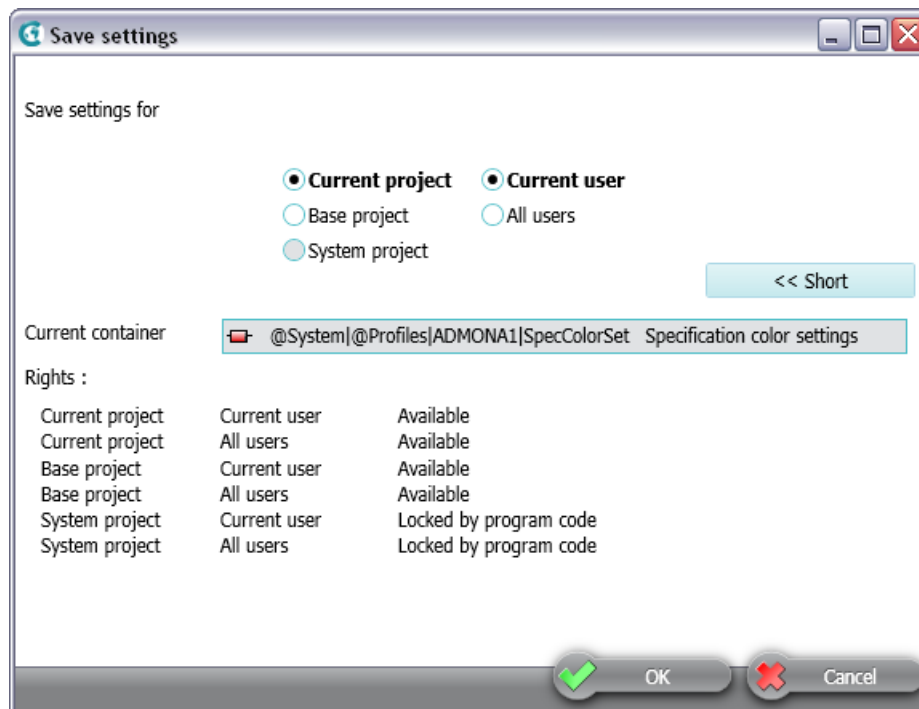 Save settings
Save settings for
Current project Current user
Base project All users
System project
<< Short
Current container @System|@Profiles|ADMONA1|SpecColorSet Specification color settings
Rights :
Current project Current user Available
Current project All users Available
Base project Current user Available
Base project All users Available
System project Current user Locked by program code
System project All users Locked by program code
OK Cancel